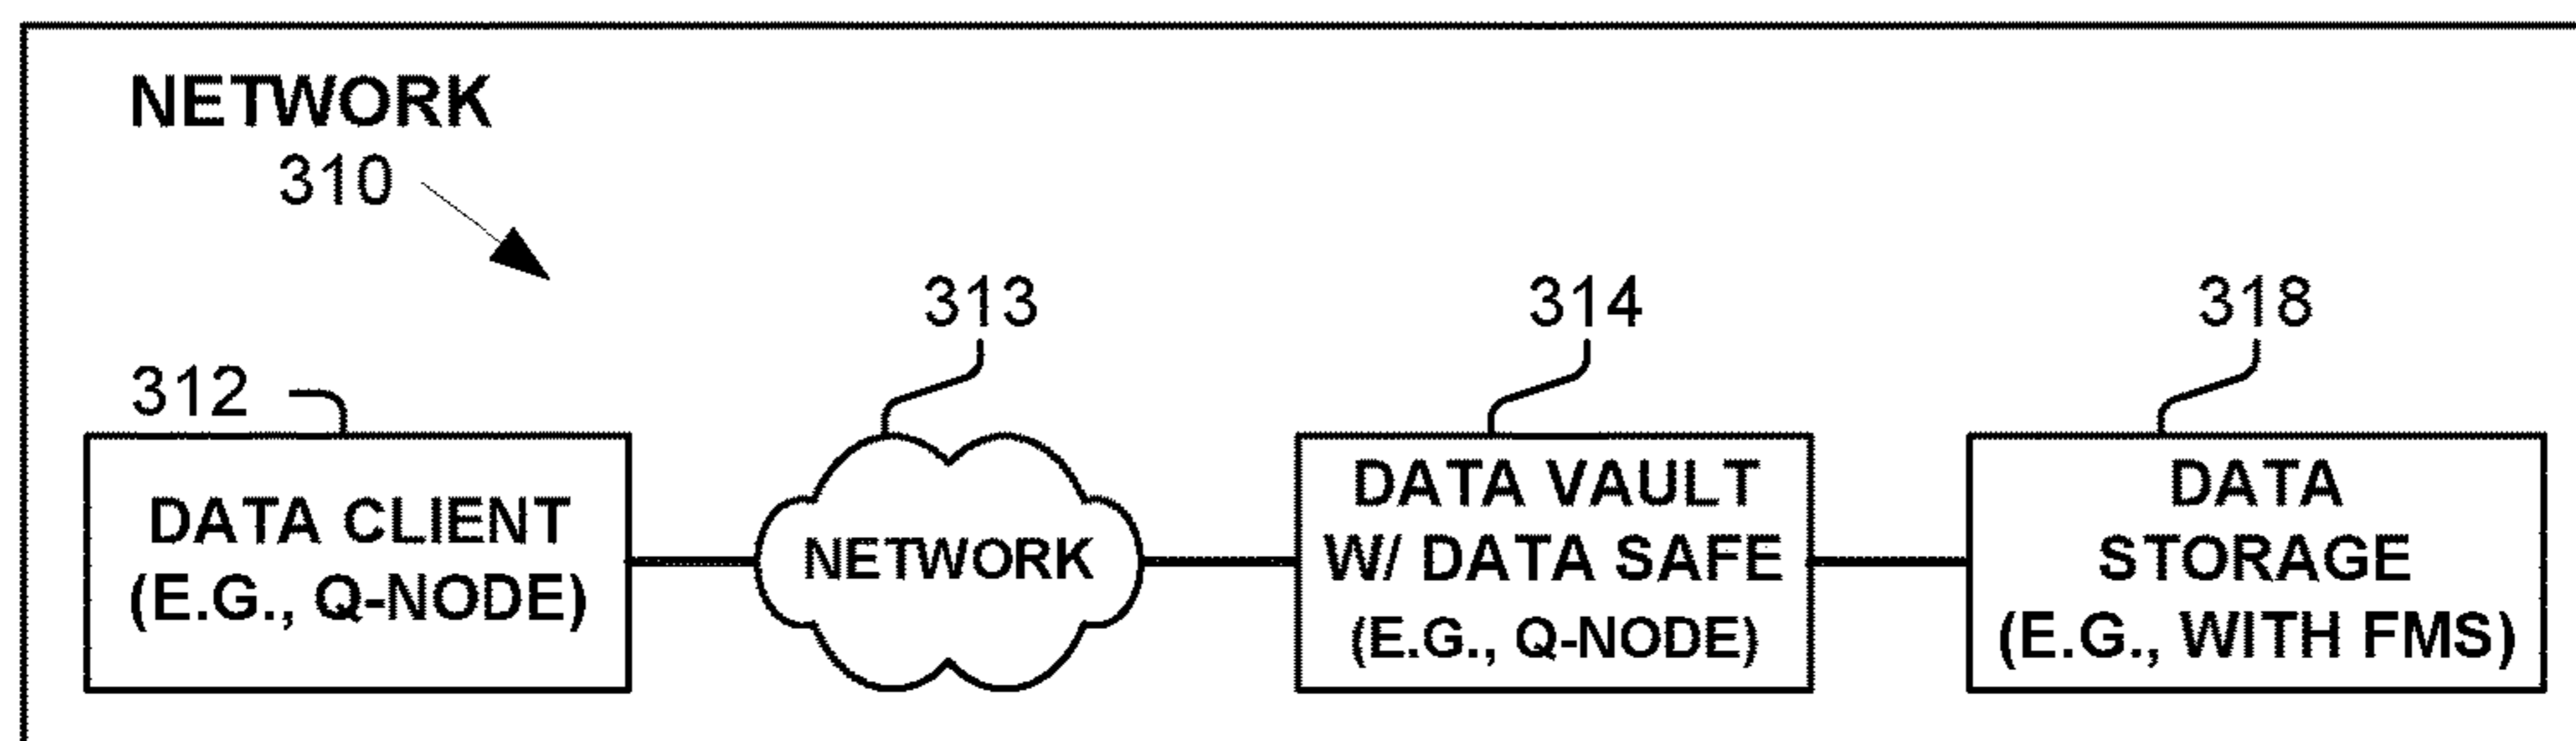 NETWORK
310
313
314
318
312
DATA CLIENT
(E.G., Q-NODE)
NETWORK
DATA VAULT
W/ DATA SAFE
(E.G., Q-NODE)
DATA
STORAGE
(E.G., WITH FMS)